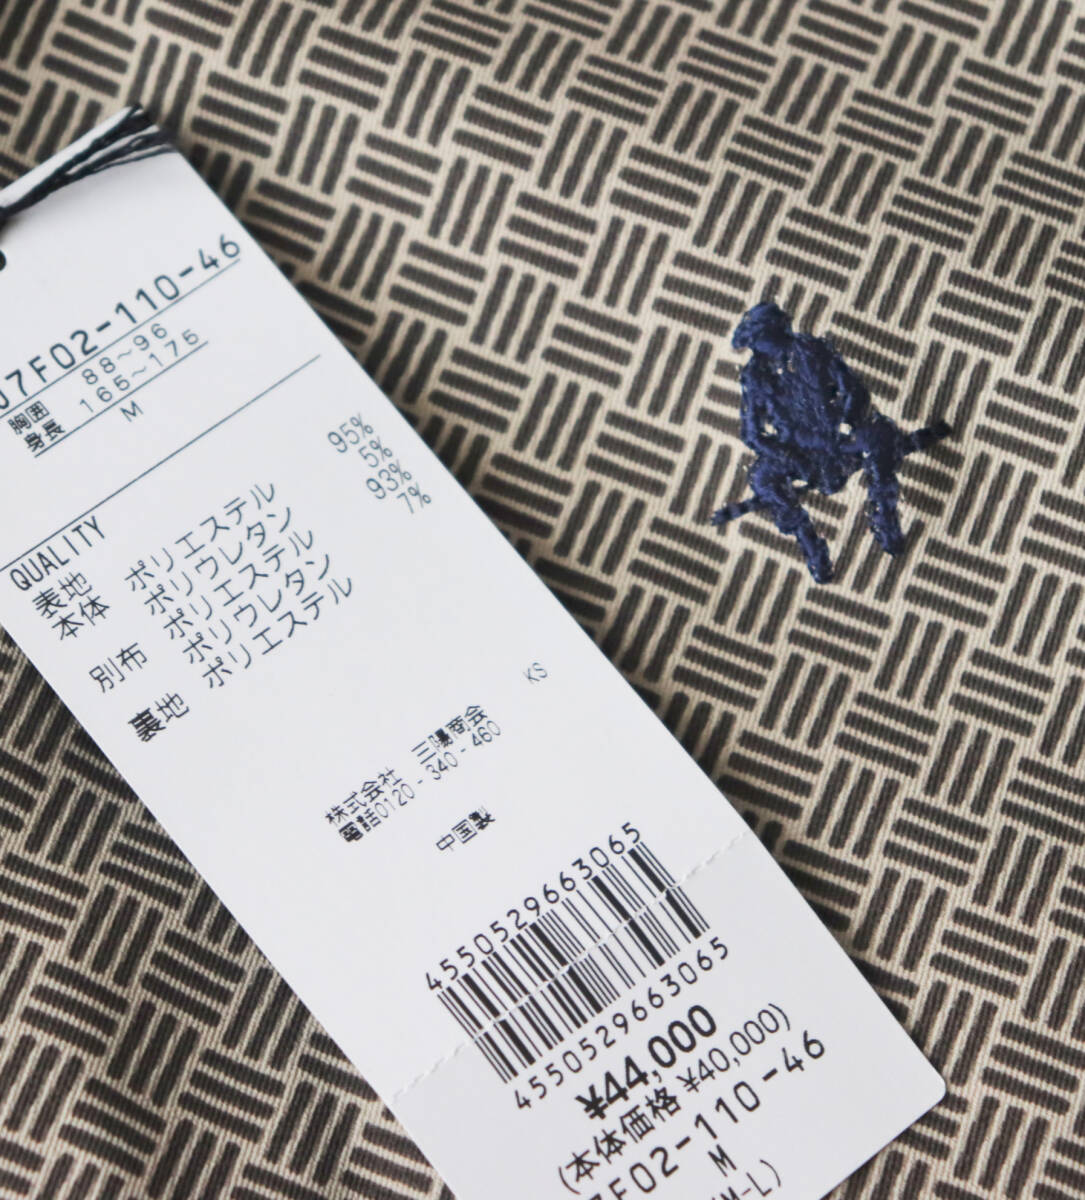 07F02-110-46
胸囲 88~96
身長 165~175
M
QUALITY
表地
本体 ポリエステル 95%
ポリウレタン 5%
別布 ポリエステル 93%
ポリウレタン 7%
裏地 ポリエステル
KS
株式会社 三陽商会
電話0120-340-460
中国製
4550529663065
4550529663065
¥44,000
(本体価格 ¥40,000)
7F02-110-46
M